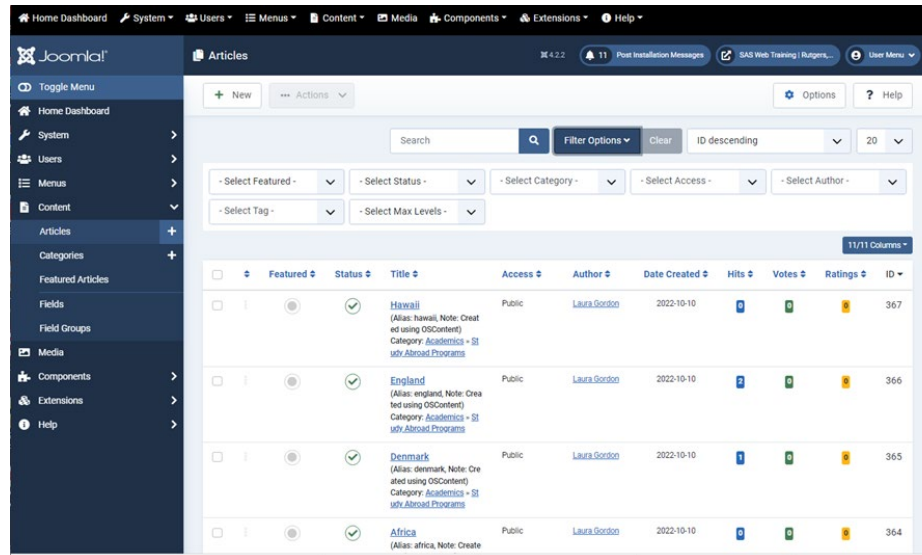 Home Dashboard System Users Menus Content Media Components Extensions Help
Joomla!
Articles 4.2.2 11 Post Installation Messages SAS Web Training | Rutgers,... User Menu
Toggle Menu
Home Dashboard
System
Users
Menus
Content
Articles
Categories
Featured Articles
Fields
Field Groups
Media
Components
Extensions
Help
New Actions Options Help
Search Filter Options Clear ID descending 20
- Select Featured - - Select Status - - Select Category - - Select Access - - Select Author -
- Select Tag - - Select Max Levels -
11/11 Columns
Featured Status Title Access Author Date Created Hits Votes Ratings ID
Hawaii Public Laura Gordon 2022-10-10 0 0 0 367
(Alias: hawaii, Note: Creat
ed using OSContent)
Category: Academics » St
udy Abroad Programs
England Public Laura Gordon 2022-10-10 2 0 0 366
(Alias: england, Note: Crea
ted using OSContent)
Category: Academics » St
udy Abroad Programs
Denmark Public Laura Gordon 2022-10-10 1 0 0 365
(Alias: denmark, Note: Cre
ated using OSContent)
Category: Academics » St
udy Abroad Programs
Africa Public Laura Gordon 2022-10-10 0 0 0 364
(Alias: africa, Note: Create